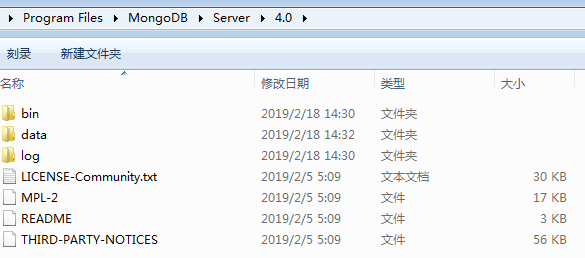 Program Files MongoDB Server 4.0
刻录 新建文件夹
名称 修改日期 类型 大小
bin 2019/2/18 14:30 文件夹
data 2019/2/18 14:32 文件夹
log 2019/2/18 14:30 文件夹
LICENSE-Community.txt 2019/2/5 5:09 文本文档 30 KB
MPL-2 2019/2/5 5:09 文件 17 KB
README 2019/2/5 5:09 文件 3 KB
THIRD-PARTY-NOTICES 2019/2/5 5:09 文件 56 KB